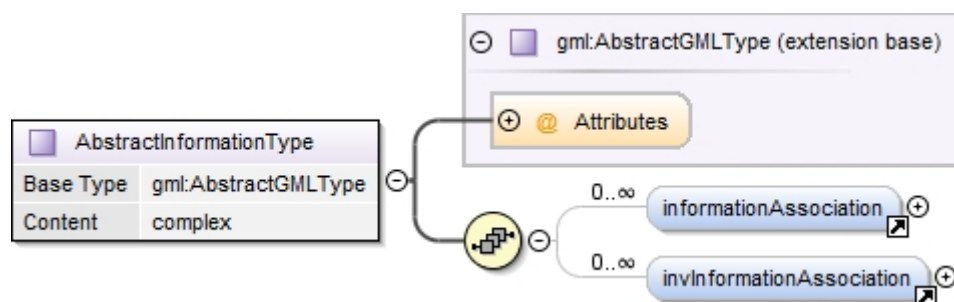 gml:AbstractGMLType (extension base)
@ Attributes
AbstractInformationType
Base Type gml:AbstractGMLType
Content complex
0..∞
informationAssociation
0..∞
invInformationAssociation